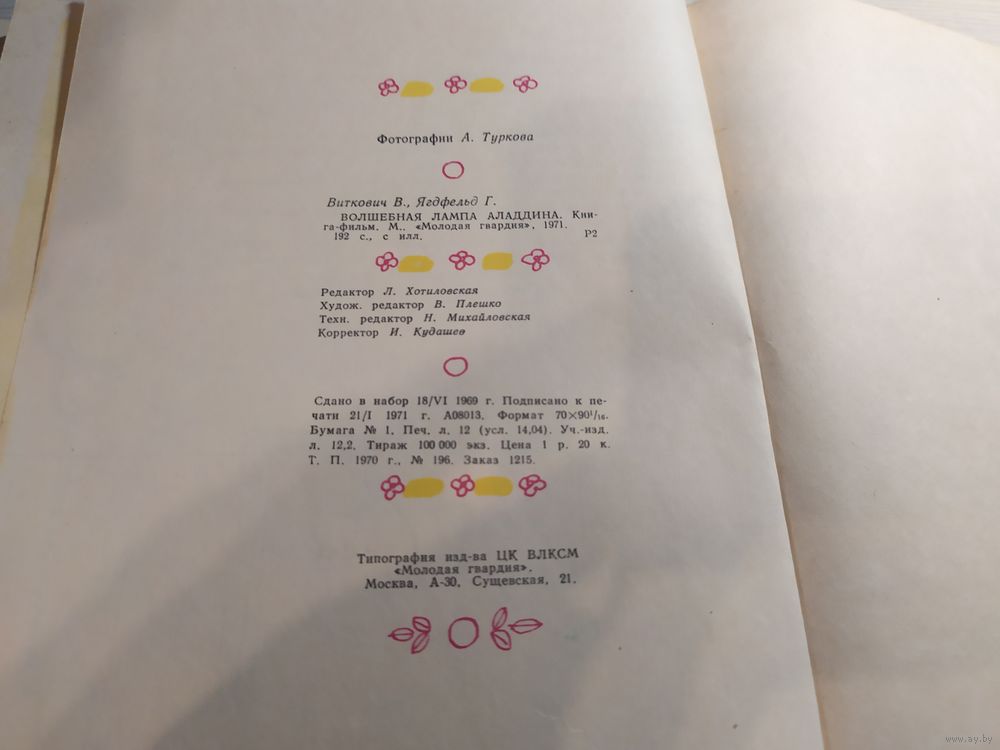 Фотографии А. Туркова
Виткович В., Ягдфельд Г.
ВОЛШЕБНАЯ ЛАМПА АЛАДДИНА. Кни-
га-фильм. М., «Молодая гвардия», 1971.
192 с., с илл. Р2
Редактор Л. Хотиловская
Худож. редактор В. Плешко
Техн. редактор Н. Михайловская
Корректор И. Кудашев
Сдано в набор 18/VI 1969 г. Подписано к пе-
чати 21/I 1971 г. А08013. Формат 70×90¹/₁₆.
Бумага № 1. Печ. л. 12 (усл. 14,04). Уч.-изд.
л. 12,2. Тираж 100 000 экз. Цена 1 р. 20 к.
Т. П. 1970 г., № 196. Заказ 1215.
Типография изд-ва ЦК ВЛКСМ
«Молодая гвардия».
Москва, А-30, Сущевская, 21.
www.ay.by